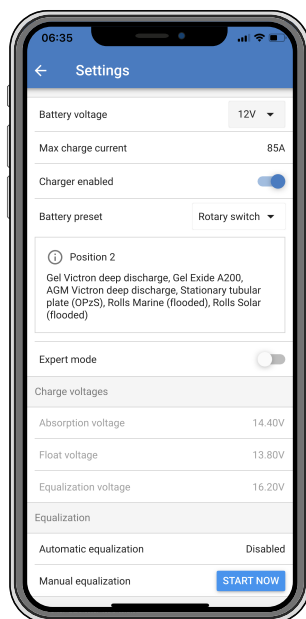 06:35
Settings
Battery voltage 12V
Max charge current 85A
Charger enabled
Battery preset Rotary switch
Position 2
Gel Victron deep discharge, Gel Exide A200,
AGM Victron deep discharge, Stationary tubular
plate (OPzS), Rolls Marine (flooded), Rolls Solar
(flooded)
Expert mode
Charge voltages
Absorption voltage 14.40V
Float voltage 13.80V
Equalization voltage 16.20V
Equalization
Automatic equalization Disabled
Manual equalization START NOW